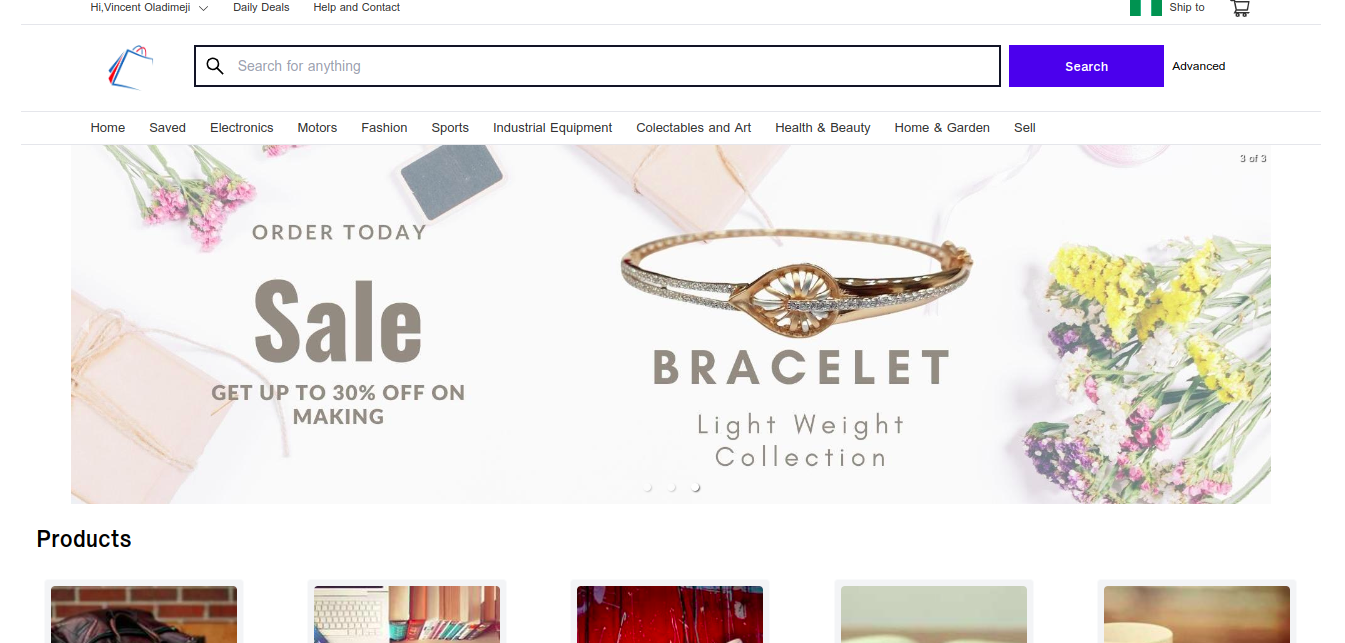 Hi,Vincent Oladimeji Daily Deals Help and Contact Ship to
Search for anything Search Advanced
Home Saved Electronics Motors Fashion Sports Industrial Equipment Colectables and Art Health & Beauty Home & Garden Sell
3 of 3
ORDER TODAY
Sale
GET UP TO 30% OFF ON
MAKING
BRACELET
Light Weight
Collection
Products